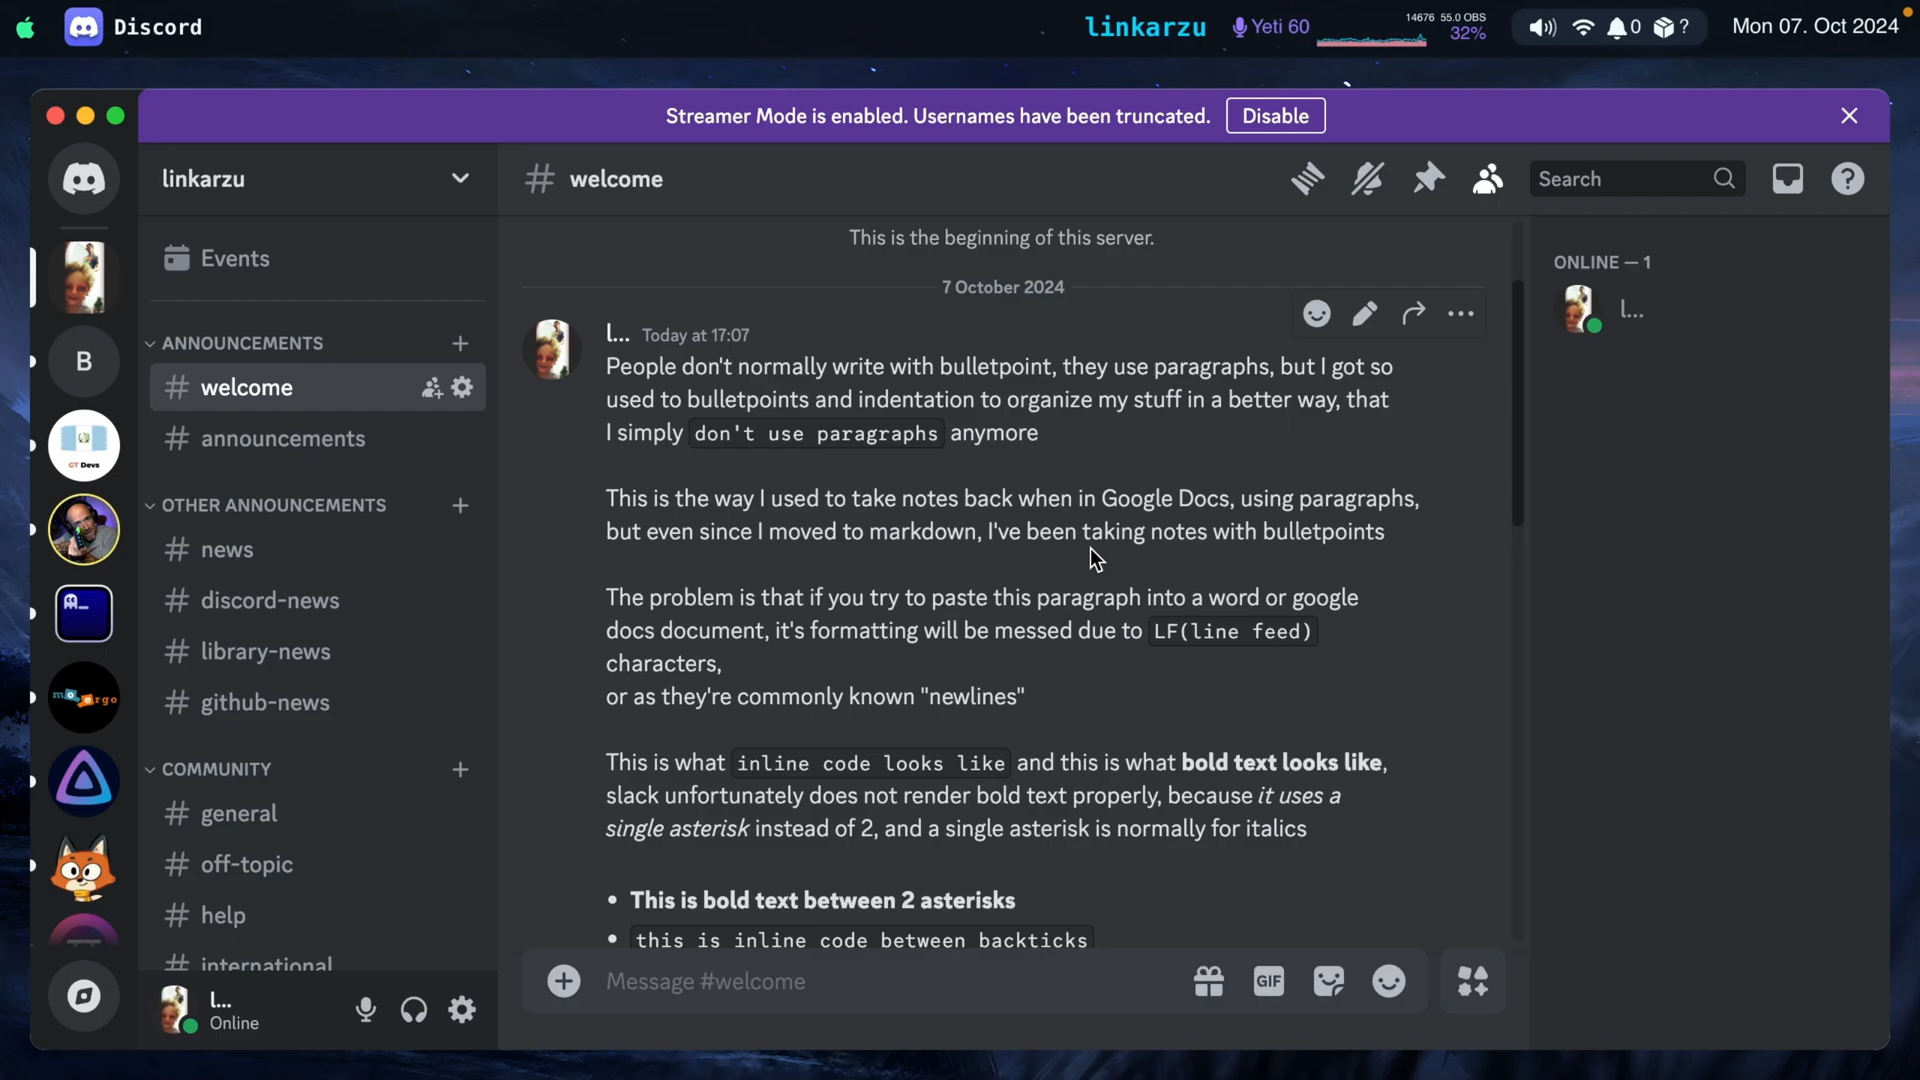 Discord
linkarzu
Yeti 60
14676 55.0 OBS
32%
0
?
Mon 07. Oct 2024
Streamer Mode is enabled. Usernames have been truncated.
Disable
linkarzu
# welcome
Search
Events
ANNOUNCEMENTS
# welcome
# announcements
OTHER ANNOUNCEMENTS
# news
# discord-news
# library-news
# github-news
COMMUNITY
# general
# off-topic
# help
# international
l...
Online
B
GT Devs
moergo
This is the beginning of this server.
7 October 2024
l... Today at 17:07
People don't normally write with bulletpoint, they use paragraphs, but I got so
used to bulletpoints and indentation to organize my stuff in a better way, that
I simply don't use paragraphs anymore
This is the way I used to take notes back when in Google Docs, using paragraphs,
but even since I moved to markdown, I've been taking notes with bulletpoints
The problem is that if you try to paste this paragraph into a word or google
docs document, it's formatting will be messed due to LF(line feed)
characters,
or as they're commonly known "newlines"
This is what inline code looks like and this is what bold text looks like,
slack unfortunately does not render bold text properly, because it uses a
single asterisk instead of 2, and a single asterisk is normally for italics
• This is bold text between 2 asterisks
• this is inline code between backticks
Message #welcome
GIF
ONLINE — 1
l...